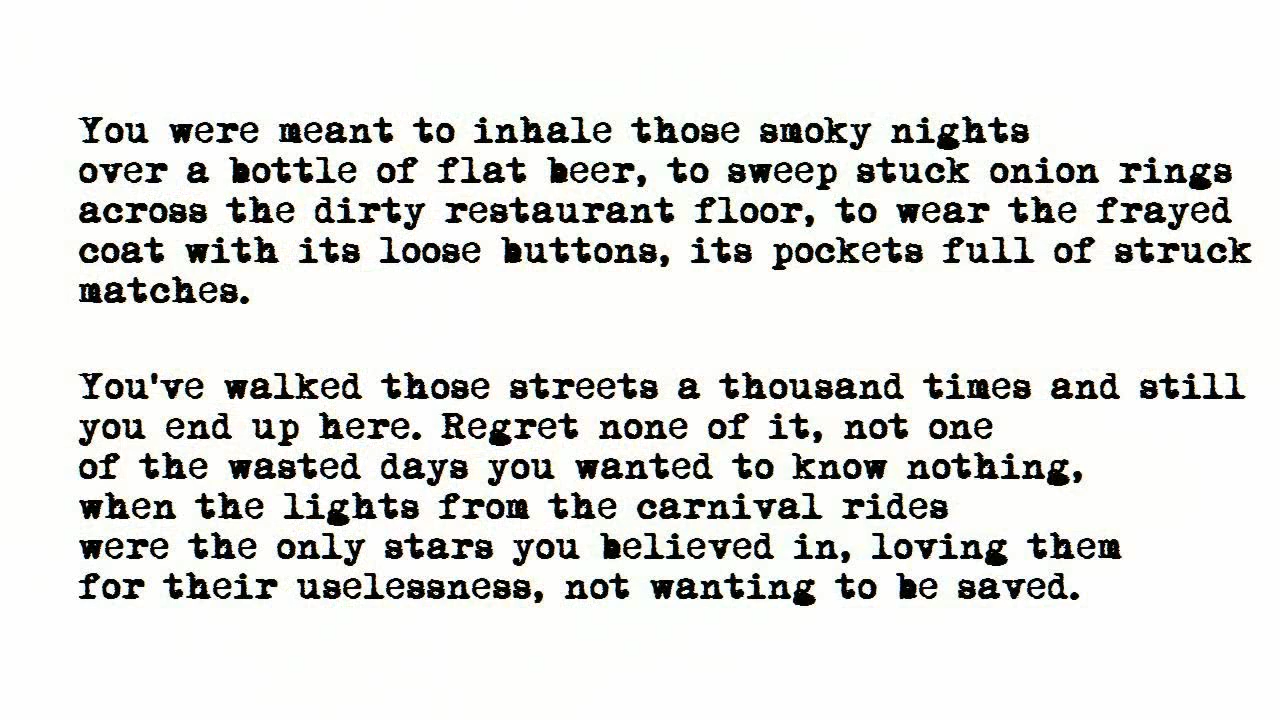 You were meant to inhale those smoky nights
over a bottle of flat beer, to sweep stuck onion rings
across the dirty restaurant floor, to wear the frayed
coat with its loose buttons, its pockets full of struck
matches.
You've walked those streets a thousand times and still
you end up here. Regret none of it, not one
of the wasted days you wanted to know nothing,
when the lights from the carnival rides
were the only stars you believed in, loving them
for their uselessness, not wanting to be saved.